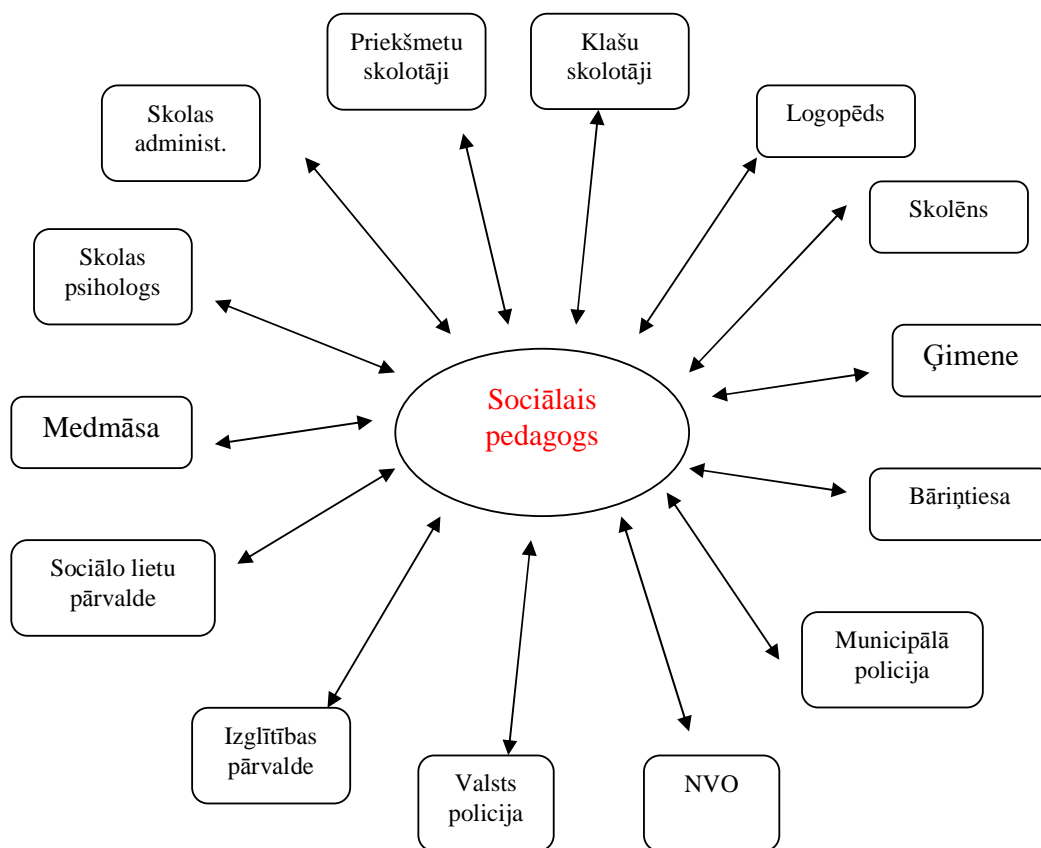 Priekšmetu
skolotāji
Klašu
skolotāji
Skolas
administ.
Logopēds
Skolēns
Skolas
psihologs
Ģimene
Sociālais
pedagogs
Medmāsa
Bāriņtiesa
Sociālo lietu
pārvalde
Municipālā
policija
Izglītības
pārvalde
Valsts
policija
NVO